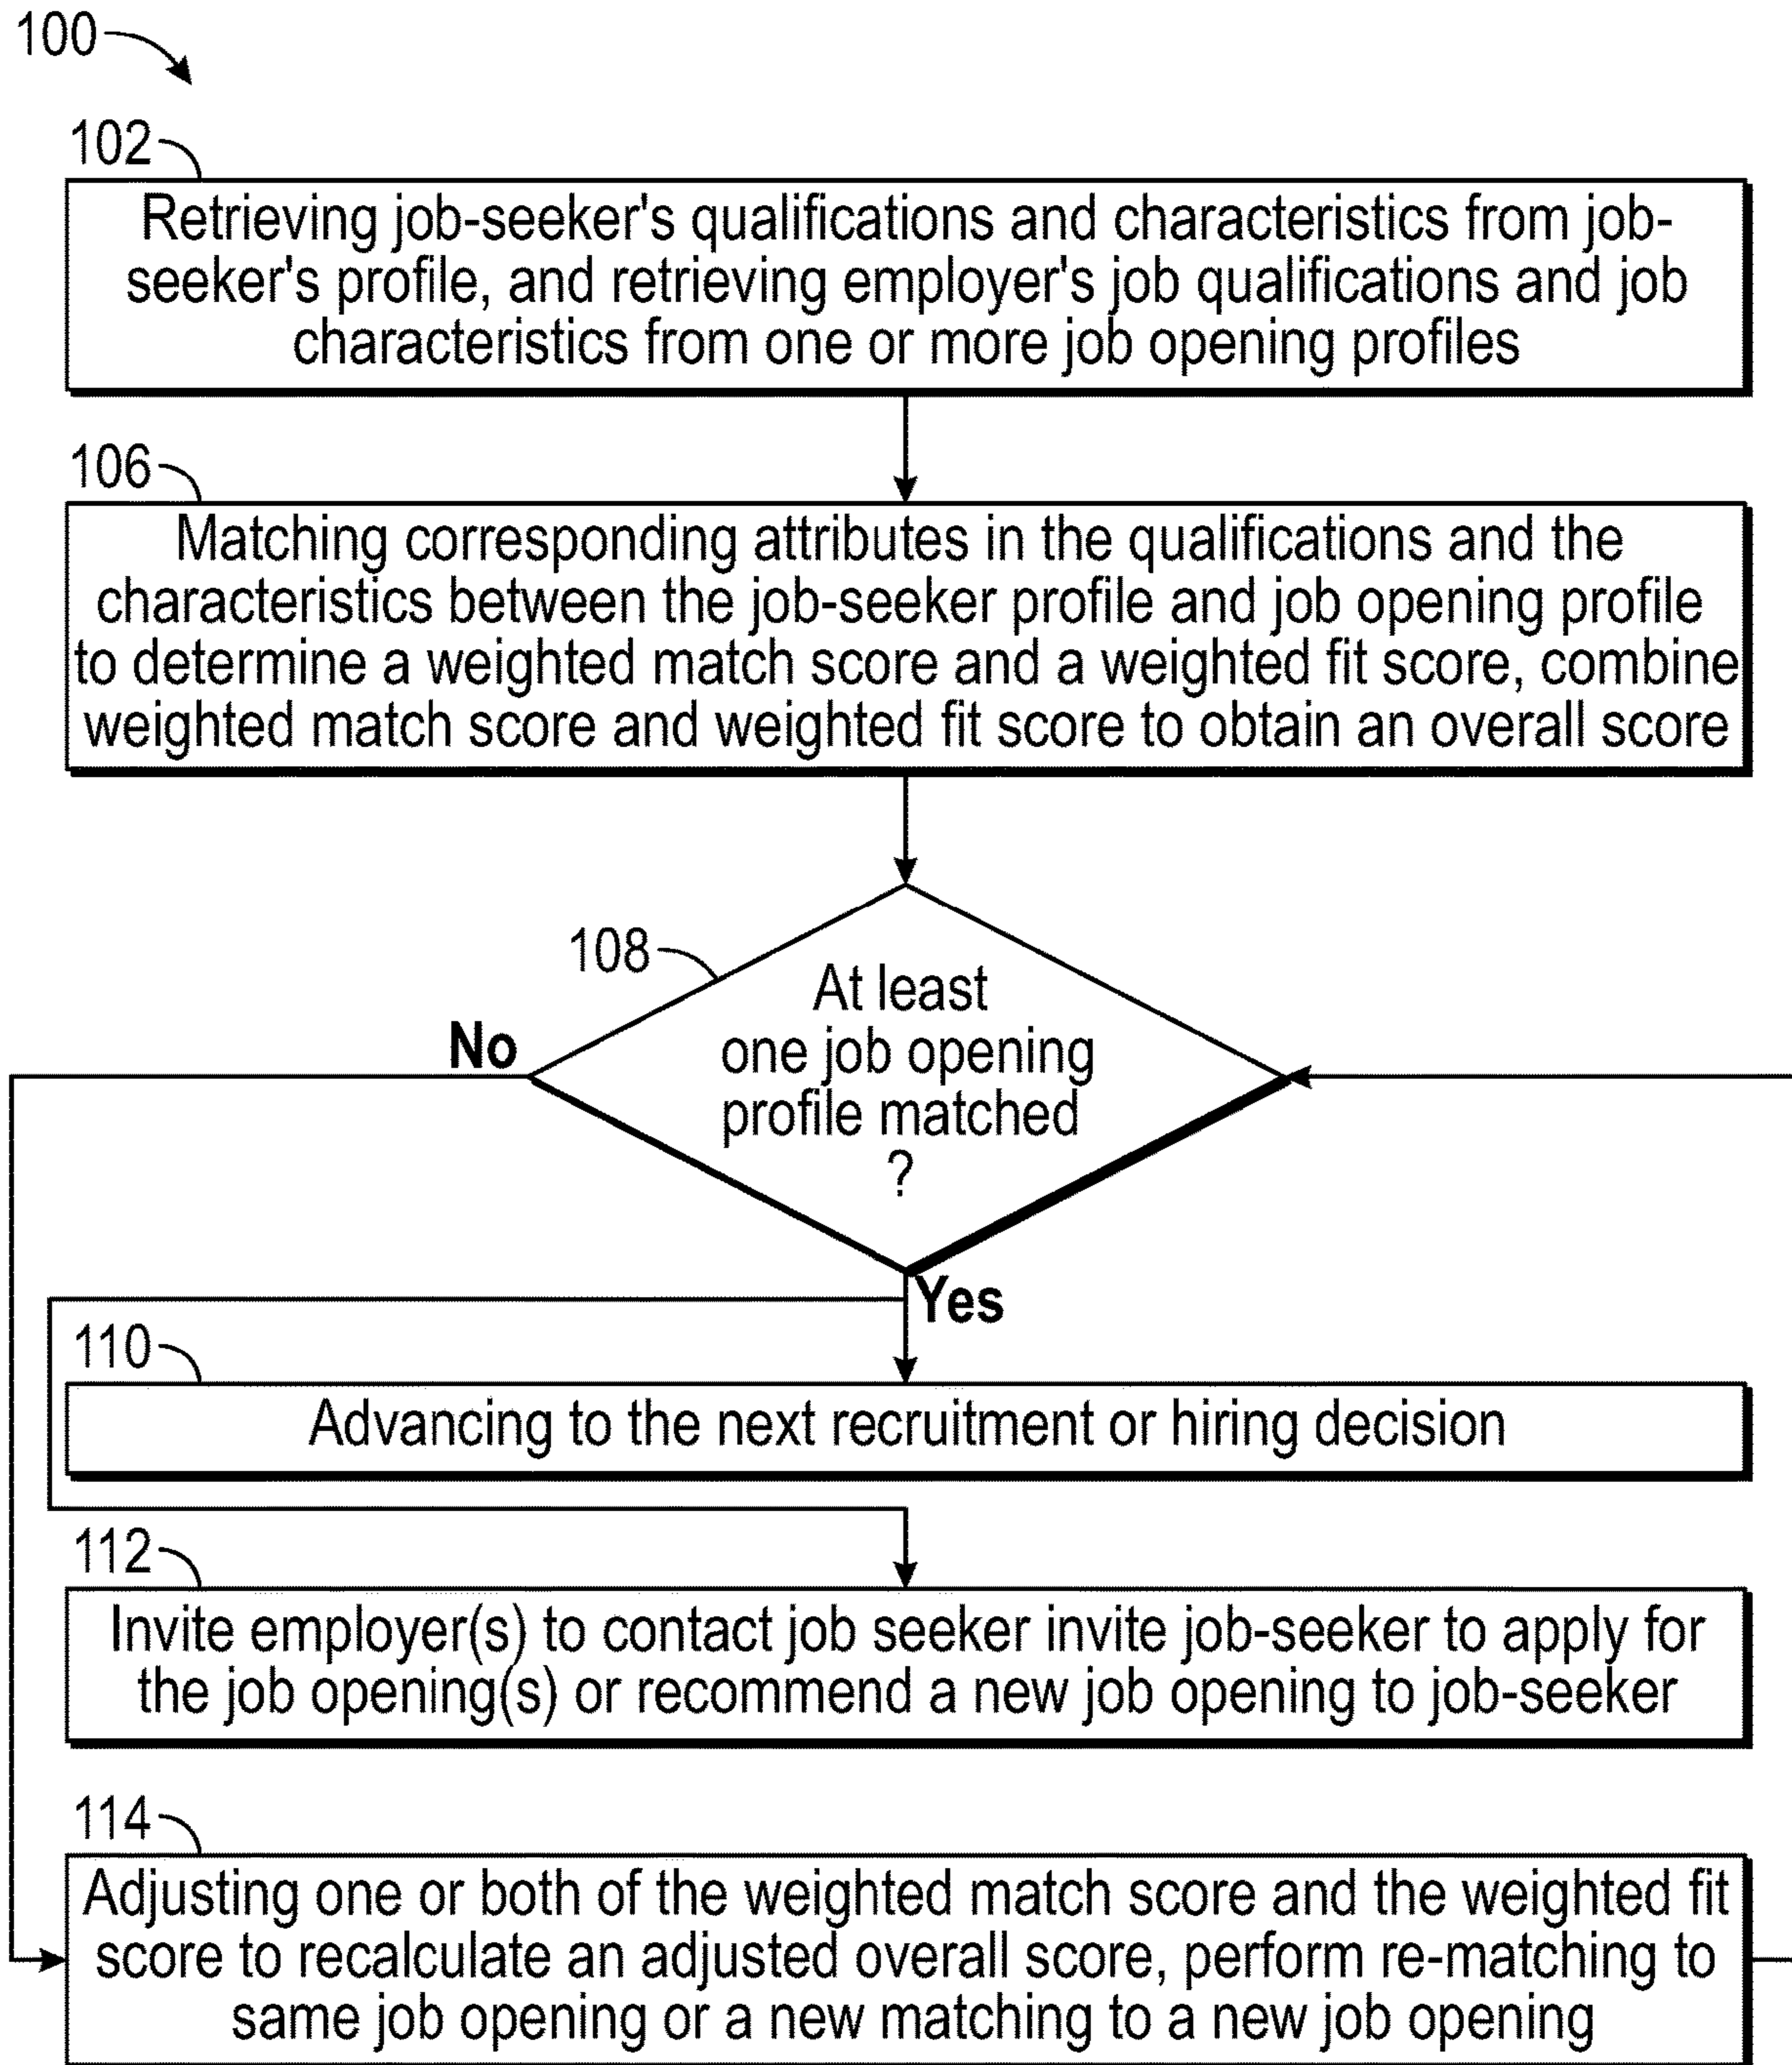 100
102
Retrieving job-seeker's qualifications and characteristics from job-
seeker's profile, and retrieving employer's job qualifications and job
characteristics from one or more job opening profiles
106
Matching corresponding attributes in the qualifications and the
characteristics between the job-seeker profile and job opening profile
to determine a weighted match score and a weighted fit score, combine
weighted match score and weighted fit score to obtain an overall score
108
At least
one job opening
profile matched
?
No
Yes
110
Advancing to the next recruitment or hiring decision
112
Invite employer(s) to contact job seeker invite job-seeker to apply for
the job opening(s) or recommend a new job opening to job-seeker
114
Adjusting one or both of the weighted match score and the weighted fit
score to recalculate an adjusted overall score, perform re-matching to
same job opening or a new matching to a new job opening